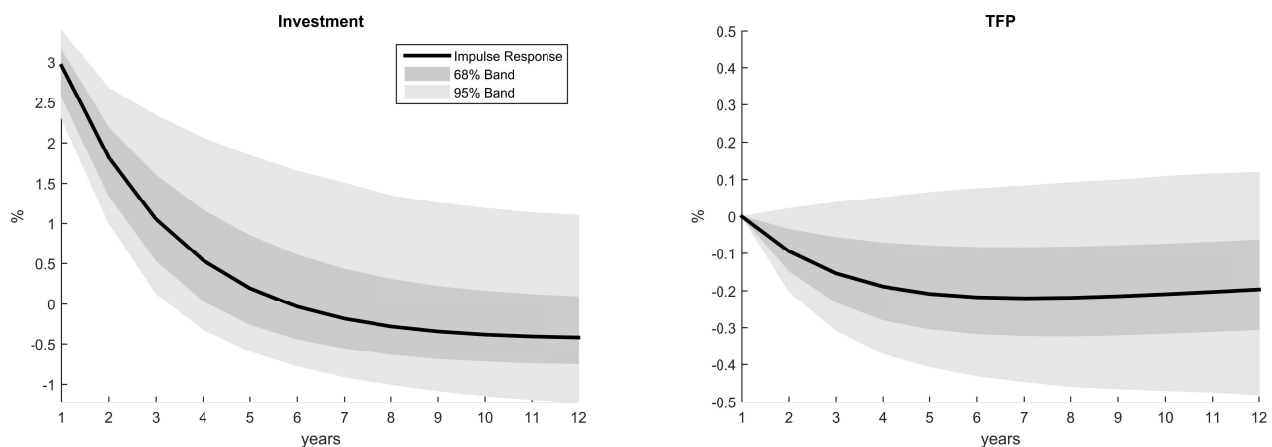 Investment
Impulse Response
68% Band
95% Band
3
2.5
2
1.5
1
0.5
0
-0.5
-1
%
1 2 3 4 5 6 7 8 9 10 11 12
years
TFP
0.5
0.4
0.3
0.2
0.1
0
-0.1
-0.2
-0.3
-0.4
-0.5
%
1 2 3 4 5 6 7 8 9 10 11 12
years